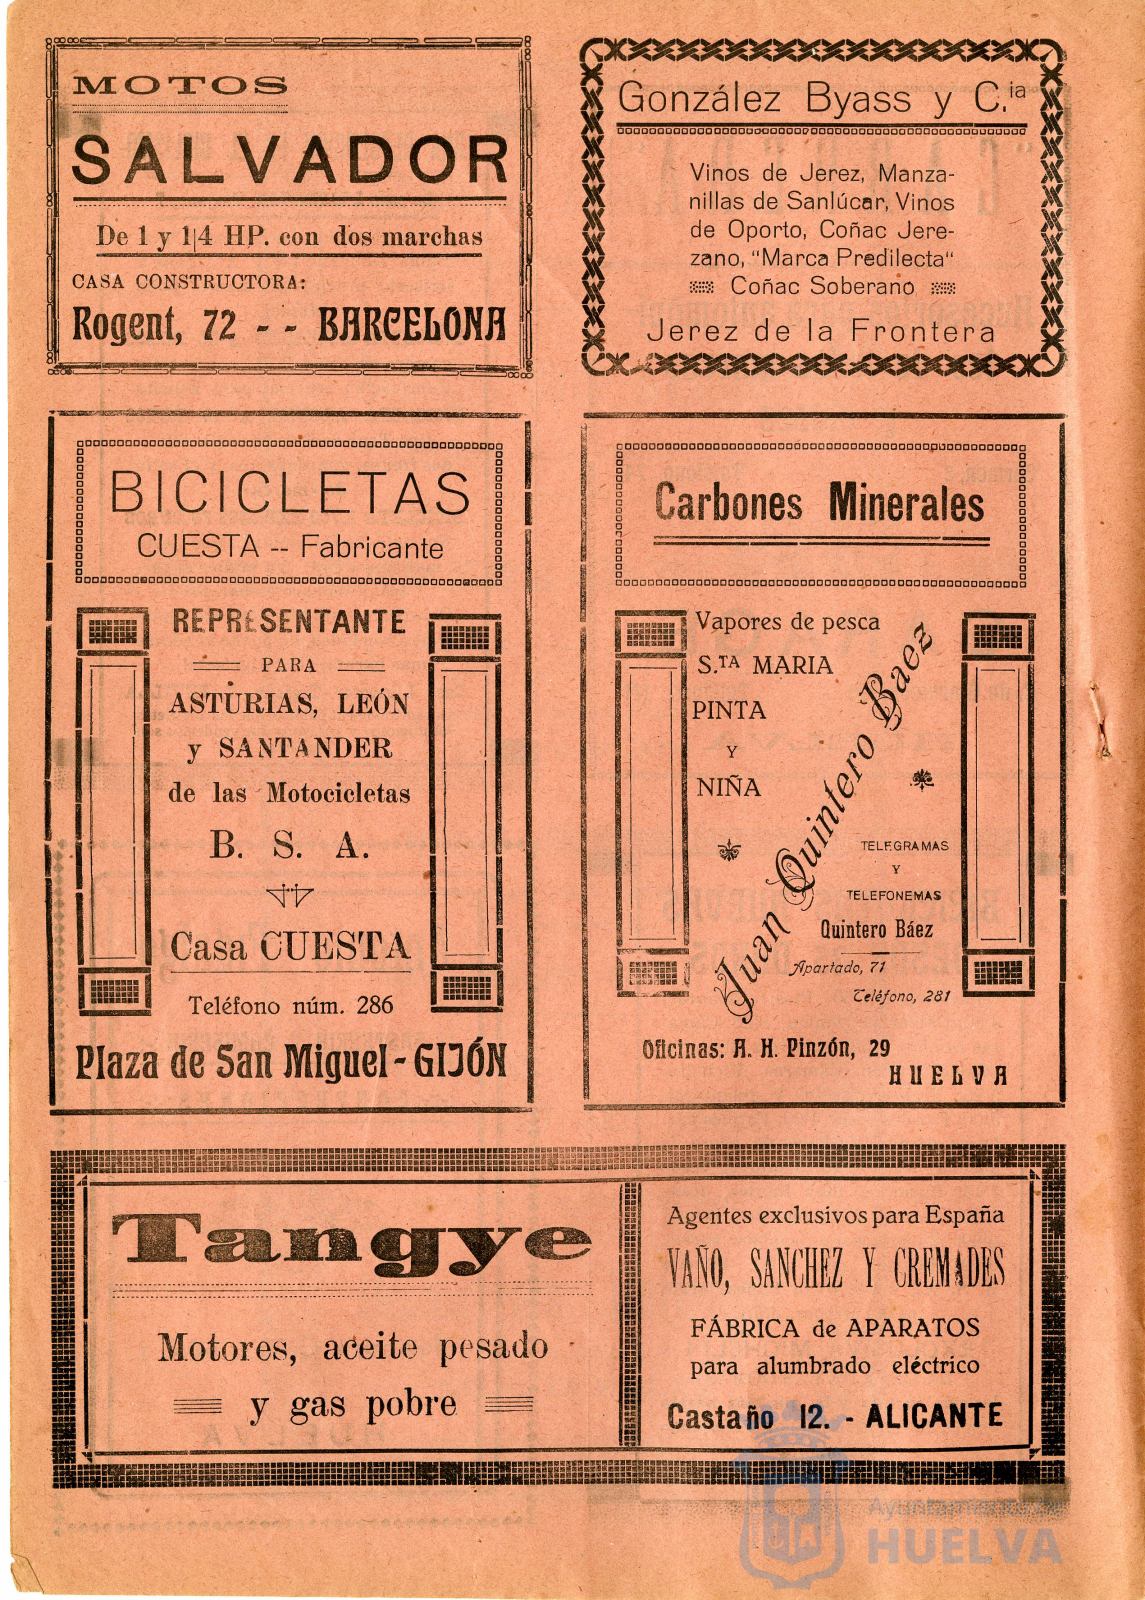 MOTOS
SALVADOR
De 1 y 1|4 HP. con dos marchas
CASA CONSTRUCTORA:
Rogent, 72 - - BARCELONA
González Byass y C.ia
Vinos de Jerez, Manza-
nillas de Sanlúcar, Vinos
de Oporto, Coñac Jere-
zano, "Marca Predilecta"
Coñac Soberano
Jerez de la Frontera
BICICLETAS
CUESTA -- Fabricante
REPRESENTANTE
PARA
ASTURIAS, LEÓN
y SANTANDER
de las Motocicletas
B. S. A.
Casa CUESTA
Teléfono núm. 286
Plaza de San Miguel - GIJÓN
Carbones Minerales
Vapores de pesca
S.TA MARIA
PINTA
Y
NIÑA
Juan Quintero Baez
TELEGRAMAS
Y
TELEFONEMAS
Quintero Báez
Apartado, 71
Teléfono, 281
Oficinas: A. H. Pinzón, 29
HUELVA
Tangye
Motores, aceite pesado
y gas pobre
Agentes exclusivos para España
VAÑO, SANCHEZ Y CREMADES
FÁBRICA de APARATOS
para alumbrado eléctrico
Castaño 12. - ALICANTE
Ayuntamiento de
HUELVA